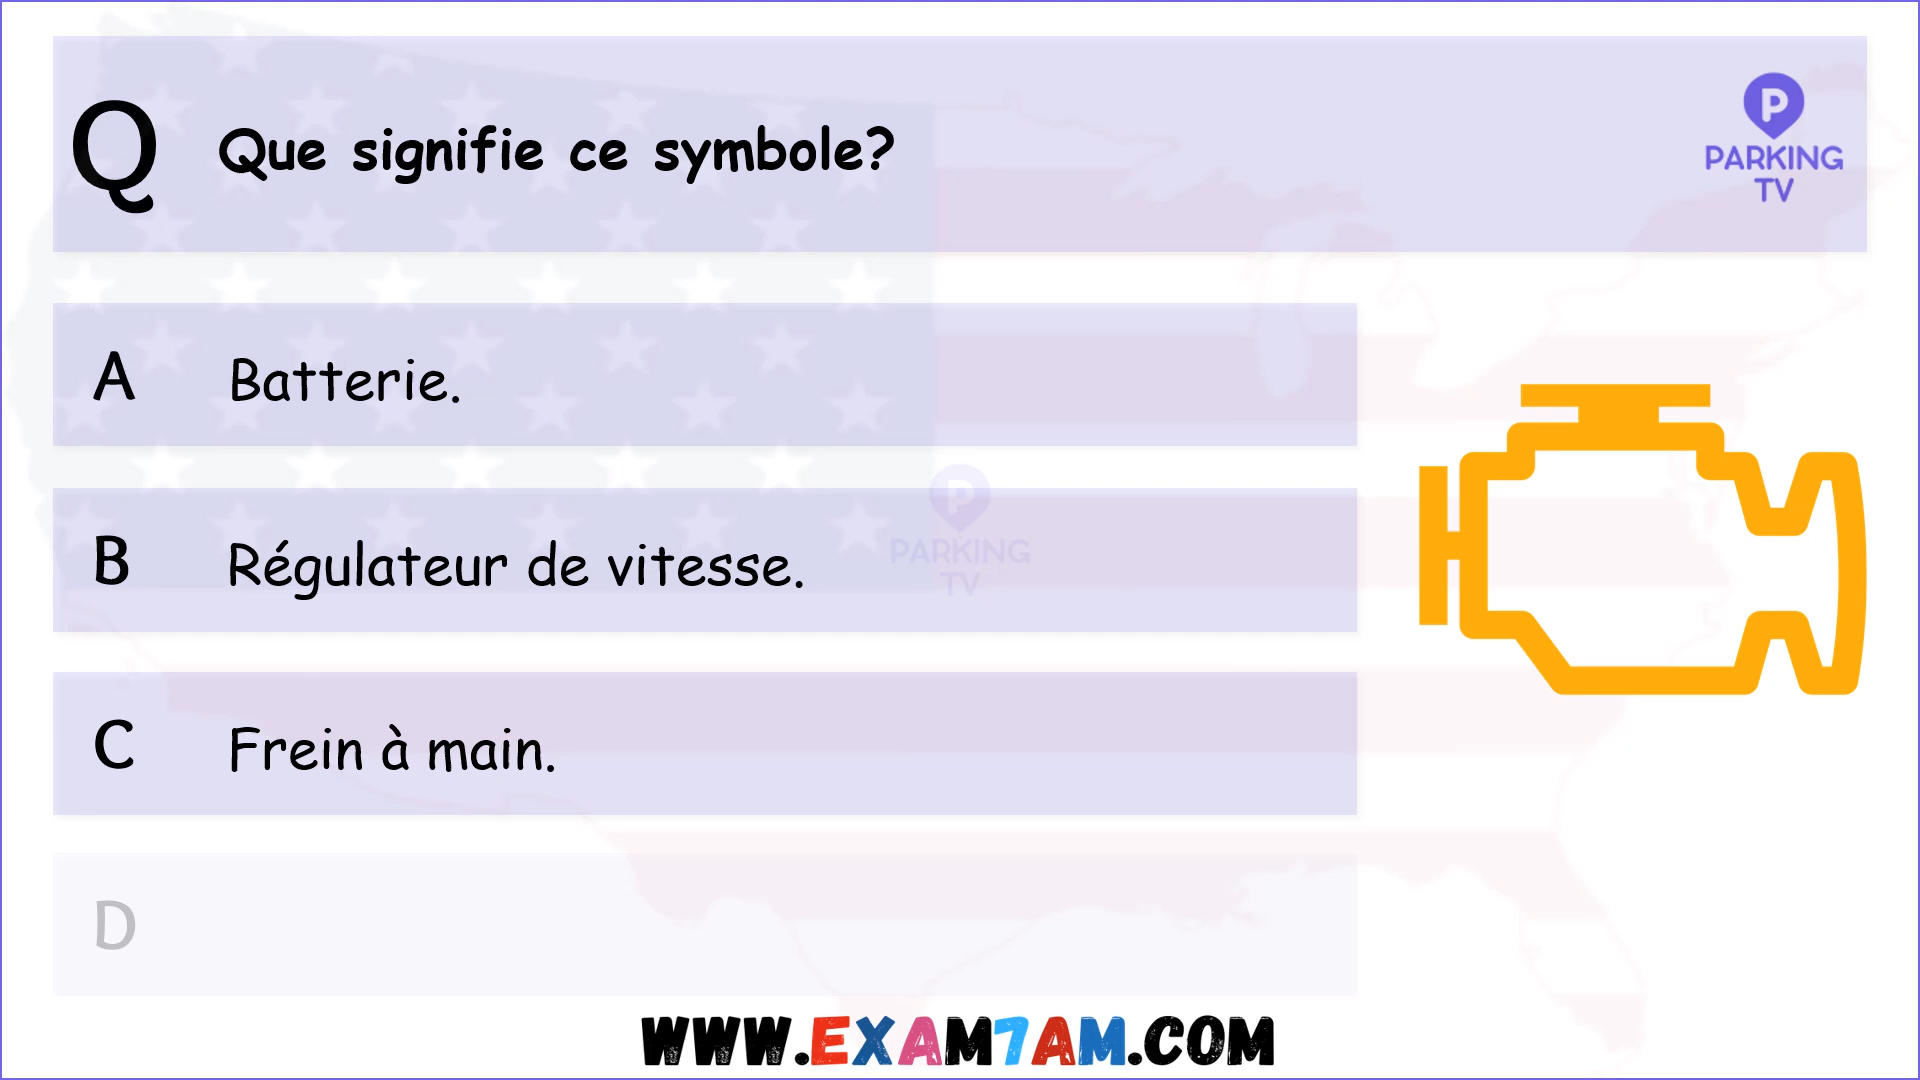 Q Que signifie ce symbole?
P
PARKING
TV
A Batterie.
B Régulateur de vitesse.
P
PARKING
TV
C Frein à main.
D
WWW.EXAM7AM.COM